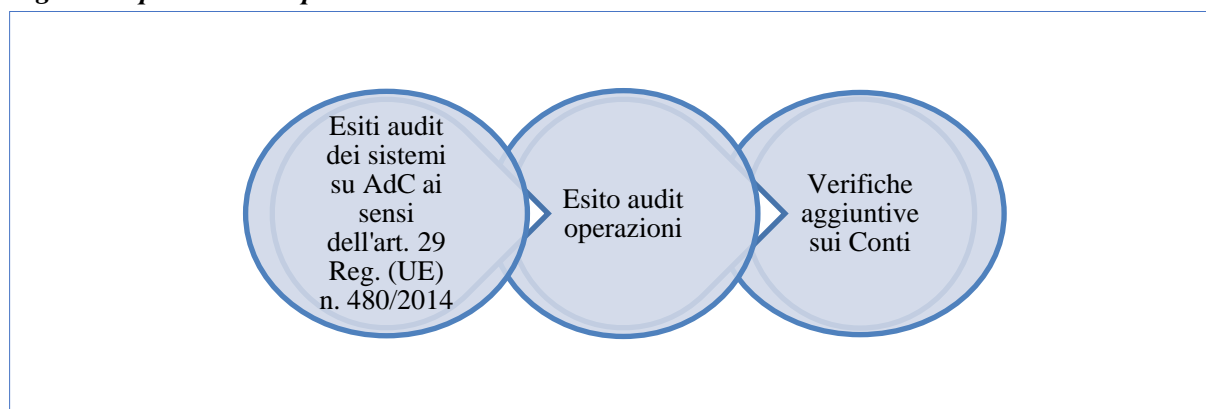 Esiti audit
dei sistemi
su AdC ai
sensi
dell'art. 29
Reg. (UE)
n. 480/2014
Esito audit
operazioni
Verifiche
aggiuntive
sui Conti